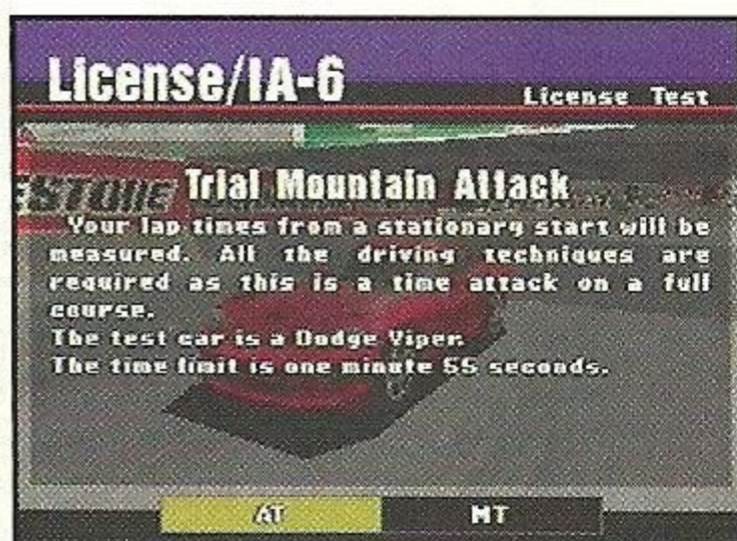 License/IA-6
License Test
ESTONE
Trial Mountain Attack
Your lap times from a stationary start will be
measured. All the driving techniques are
required as this is a time attack on a full
course.
The test car is a Dodge Viper.
The time limit is one minute 55 seconds.
AT MT